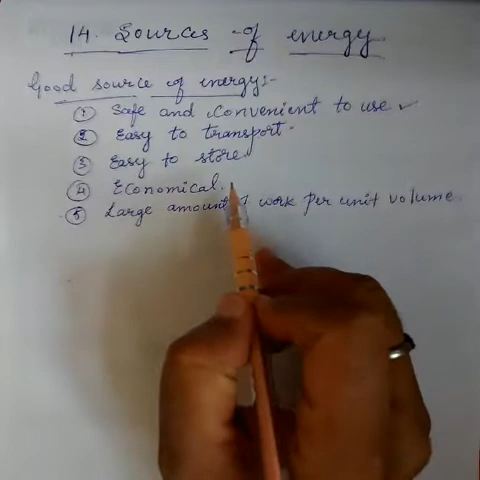 14. Sources of energy
Good source of energy:-
① Safe and convenient to use ✓
② Easy to transport.
③ Easy to store
④ Economical.
⑤ Large amount work per unit volume